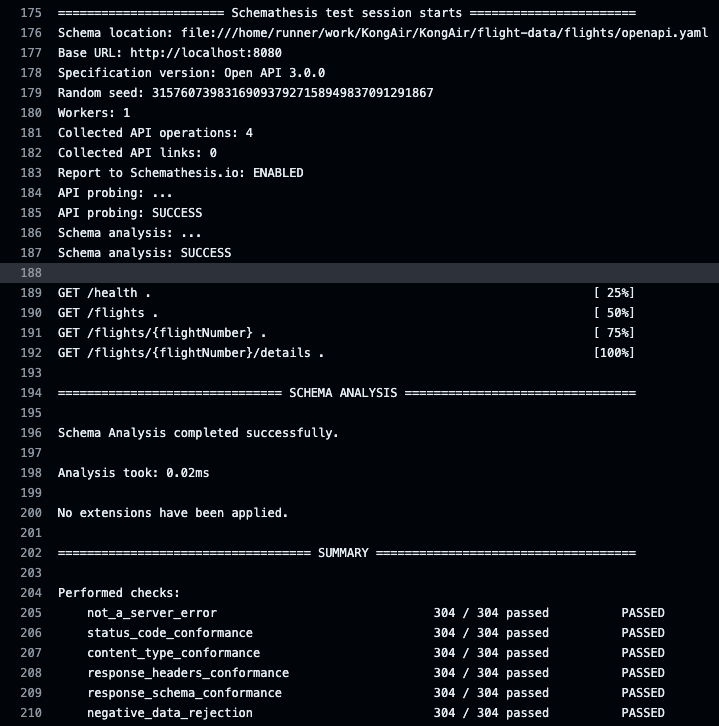 175 ======================= Schemathesis test session starts =======================
176 Schema location: file:///home/runner/work/KongAir/KongAir/flight-data/flights/openapi.yaml
177 Base URL: http://localhost:8080
178 Specification version: Open API 3.0.0
179 Random seed: 315760739831690937927158949837091291867
180 Workers: 1
181 Collected API operations: 4
182 Collected API links: 0
183 Report to Schemathesis.io: ENABLED
184 API probing: ...
185 API probing: SUCCESS
186 Schema analysis: ...
187 Schema analysis: SUCCESS
188
189 GET /health . [ 25%]
190 GET /flights . [ 50%]
191 GET /flights/{flightNumber} . [ 75%]
192 GET /flights/{flightNumber}/details . [100%]
193
194 =============================== SCHEMA ANALYSIS ================================
195
196 Schema Analysis completed successfully.
197
198 Analysis took: 0.02ms
199
200 No extensions have been applied.
201
202 =================================== SUMMARY ====================================
203
204 Performed checks:
205 not_a_server_error 304 / 304 passed PASSED
206 status_code_conformance 304 / 304 passed PASSED
207 content_type_conformance 304 / 304 passed PASSED
208 response_headers_conformance 304 / 304 passed PASSED
209 response_schema_conformance 304 / 304 passed PASSED
210 negative_data_rejection 304 / 304 passed PASSED